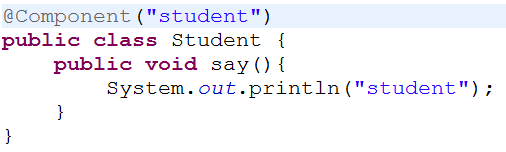 @Component("student")
public class Student {
    public void say(){
        System.out.println("student");
    }
}